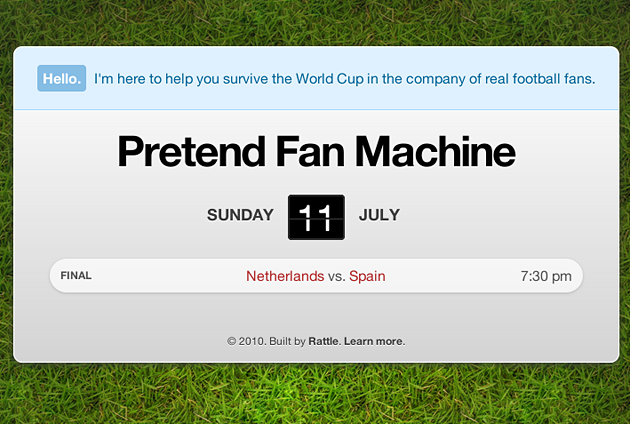 Hello. I'm here to help you survive the World Cup in the company of real football fans.
Pretend Fan Machine
SUNDAY 11 JULY
FINAL Netherlands vs. Spain 7:30 pm
© 2010. Built by Rattle. Learn more.